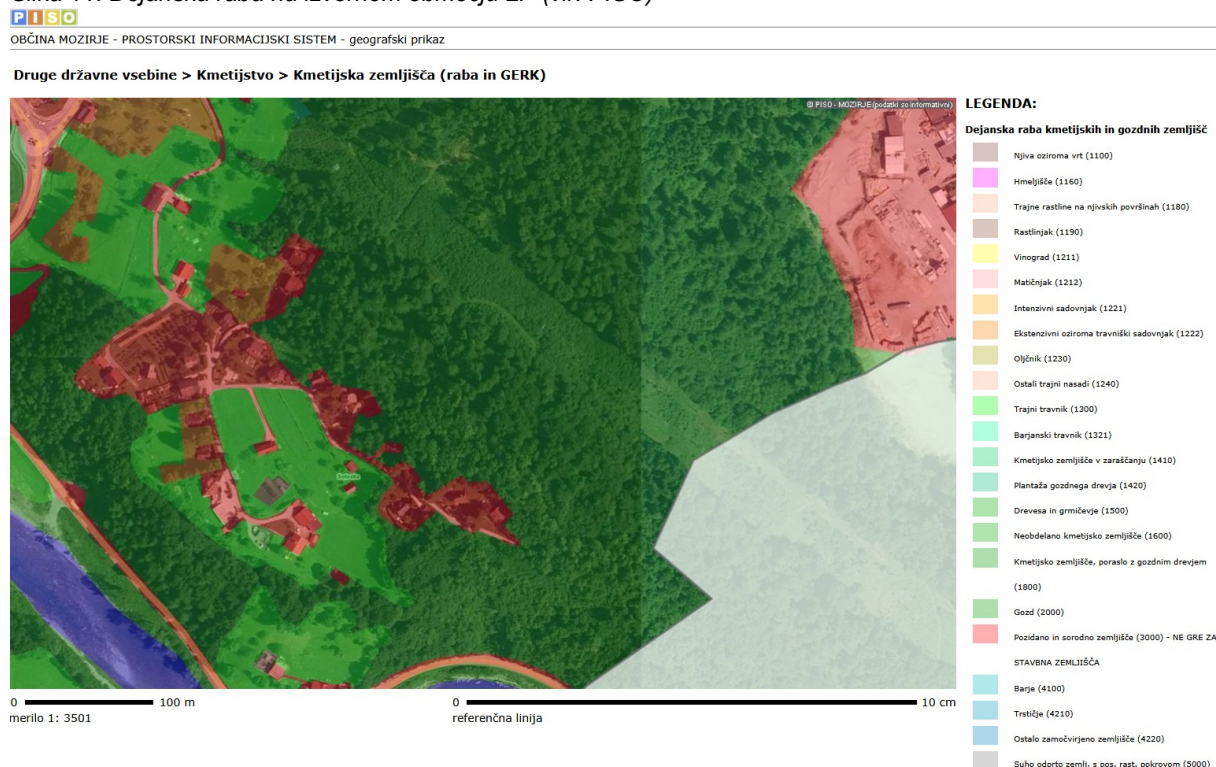 PISO
OBČINA MOZIRJE - PROSTORSKI INFORMACIJSKI SISTEM - geografski prikaz
Druge državne vsebine > Kmetijstvo > Kmetijska zemljišča (raba in GERK)
© PISO - MOZIRJE (podatki so informativni)
LEGENDA:
Dejanska raba kmetijskih in gozdnih zemljišč
Njiva oziroma vrt (1100)
Hmeljišče (1160)
Trajne rastline na njivskih površinah (1180)
Rastlinjak (1190)
Vinograd (1211)
Matičnjak (1212)
Intenzivni sadovnjak (1221)
Ekstenzivni oziroma travniški sadovnjak (1222)
Oljčnik (1230)
Ostali trajni nasadi (1240)
Trajni travnik (1300)
Barjanski travnik (1321)
Kmetijsko zemljišče v zaraščanju (1410)
Plantaža gozdnega drevja (1420)
Drevesa in grmičevje (1500)
Neobdelano kmetijsko zemljišče (1600)
Kmetijsko zemljišče, poraslo z gozdnim drevjem
(1800)
Gozd (2000)
Pozidano in sorodno zemljišče (3000) - NE GRE ZA
STAVBNA ZEMLJIŠČA
Barje (4100)
Trstičje (4210)
Ostalo zamočvirjeno zemljišče (4220)
Suho odprto zemlj. s pos. rast. pokrovom (5000)
0 100 m
merilo 1: 3501
0 10 cm
referenčna linija